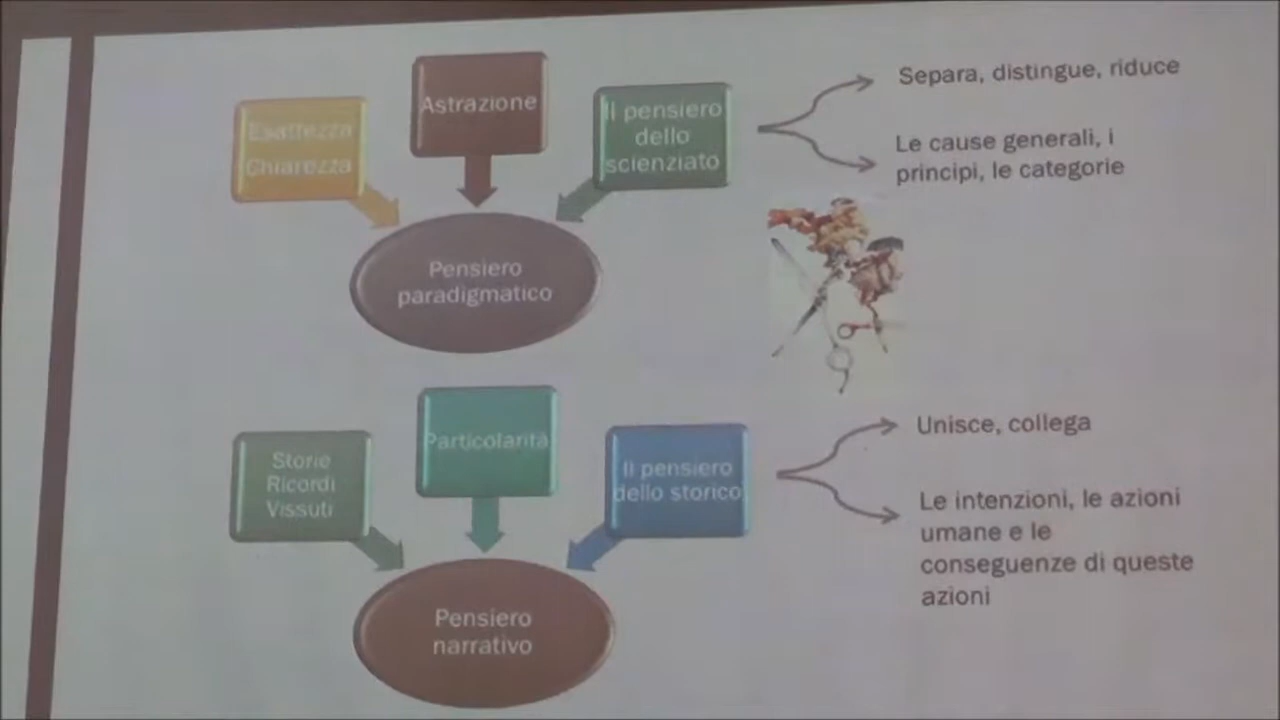 Esattezza
Chiarezza
Astrazione
Il pensiero
dello
scienziato
Separa, distingue, riduce
Le cause generali, i
principi, le categorie
Pensiero
paradigmatico
Storie
Ricordi
Vissuti
Particolarità
Il pensiero
dello storico
Unisce, collega
Le intenzioni, le azioni
umane e le
conseguenze di queste
azioni
Pensiero
narrativo